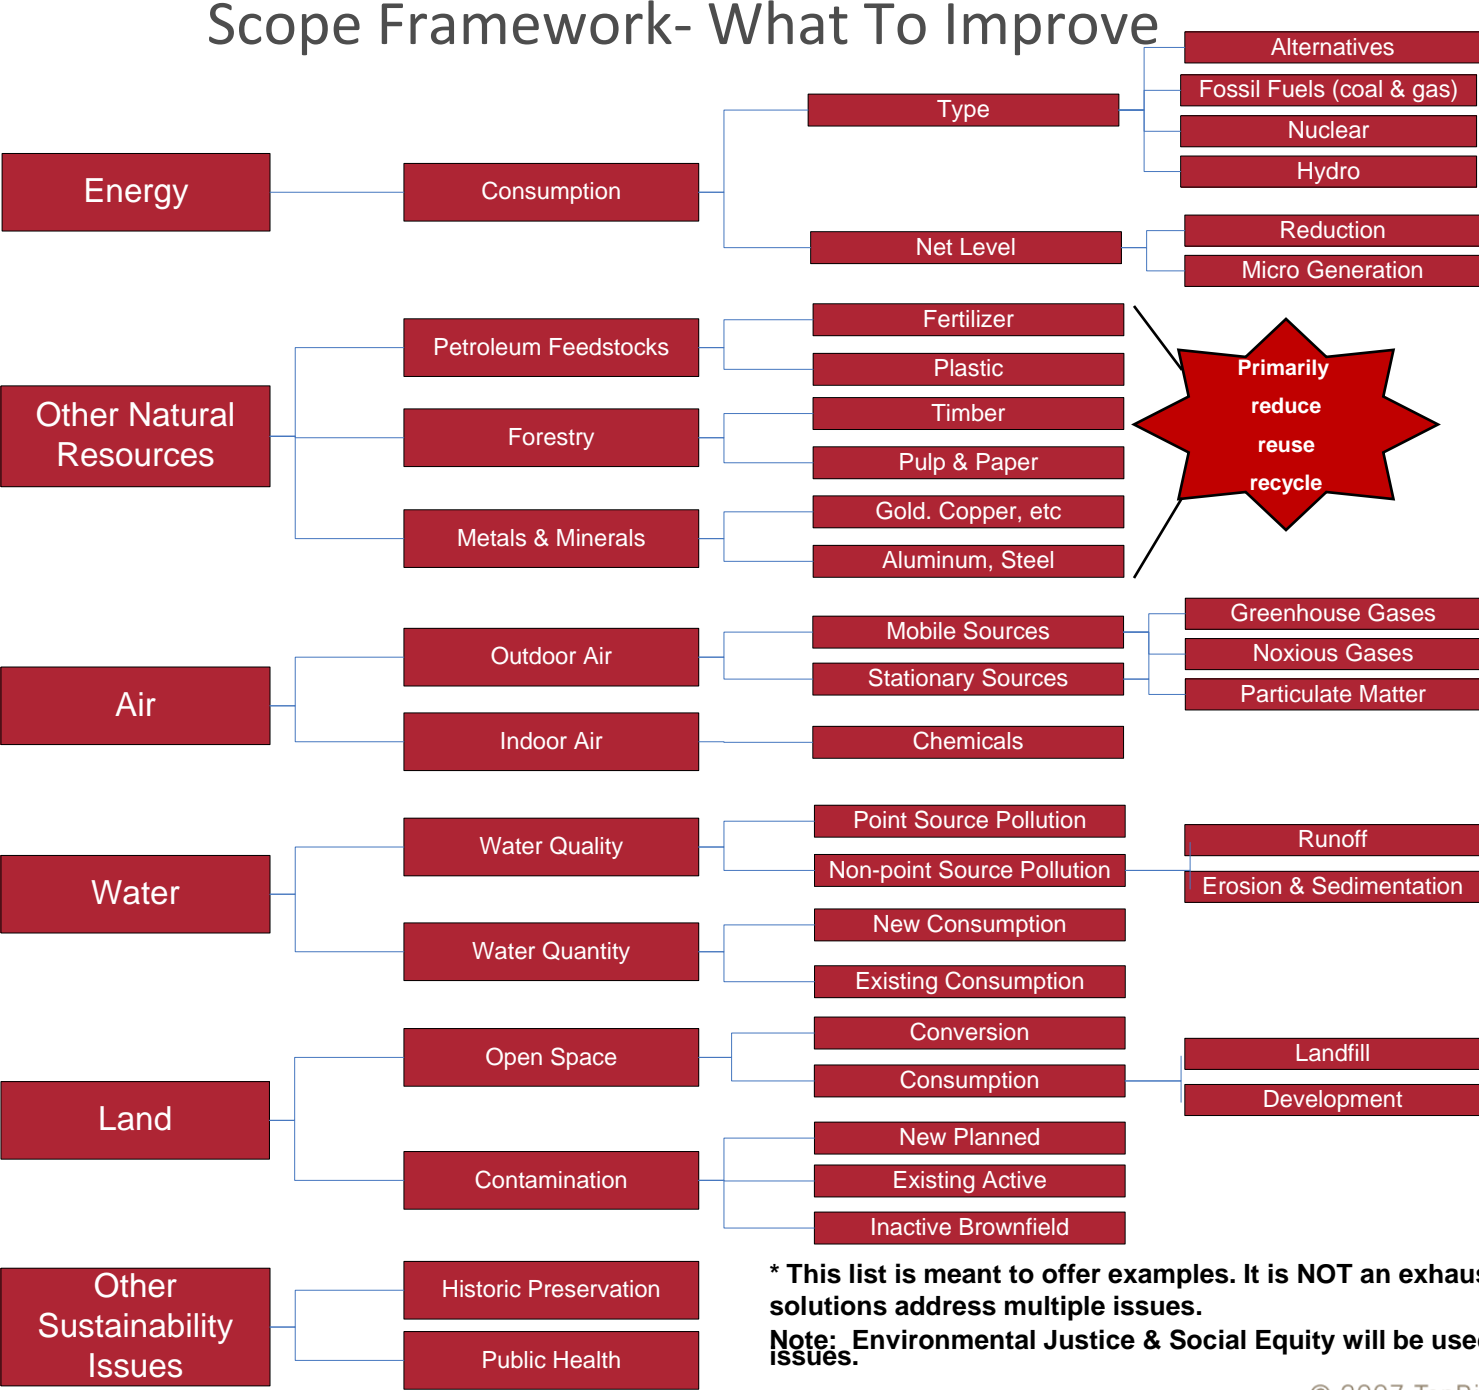 Scope Framework- What To Improve
Energy
Consumption
Type
Alternatives
Fossil Fuels (coal & gas)
Nuclear
Hydro
Net Level
Reduction
Micro Generation
Other Natural
Resources
Petroleum Feedstocks
Fertilizer
Plastic
Forestry
Timber
Pulp & Paper
Metals & Minerals
Gold. Copper, etc
Aluminum, Steel
Primarily
reduce
reuse
recycle
Air
Outdoor Air
Mobile Sources
Stationary Sources
Greenhouse Gases
Noxious Gases
Particulate Matter
Indoor Air
Chemicals
Water
Water Quality
Point Source Pollution
Non-point Source Pollution
Runoff
Erosion & Sedimentation
Water Quantity
New Consumption
Existing Consumption
Land
Open Space
Conversion
Consumption
Landfill
Development
Contamination
New Planned
Existing Active
Inactive Brownfield
Other
Sustainability
Issues
Historic Preservation
Public Health
* This list is meant to offer examples. It is NOT an
solutions address multiple issues.
Note: Environmental Justice & Social Equity will be
issues.